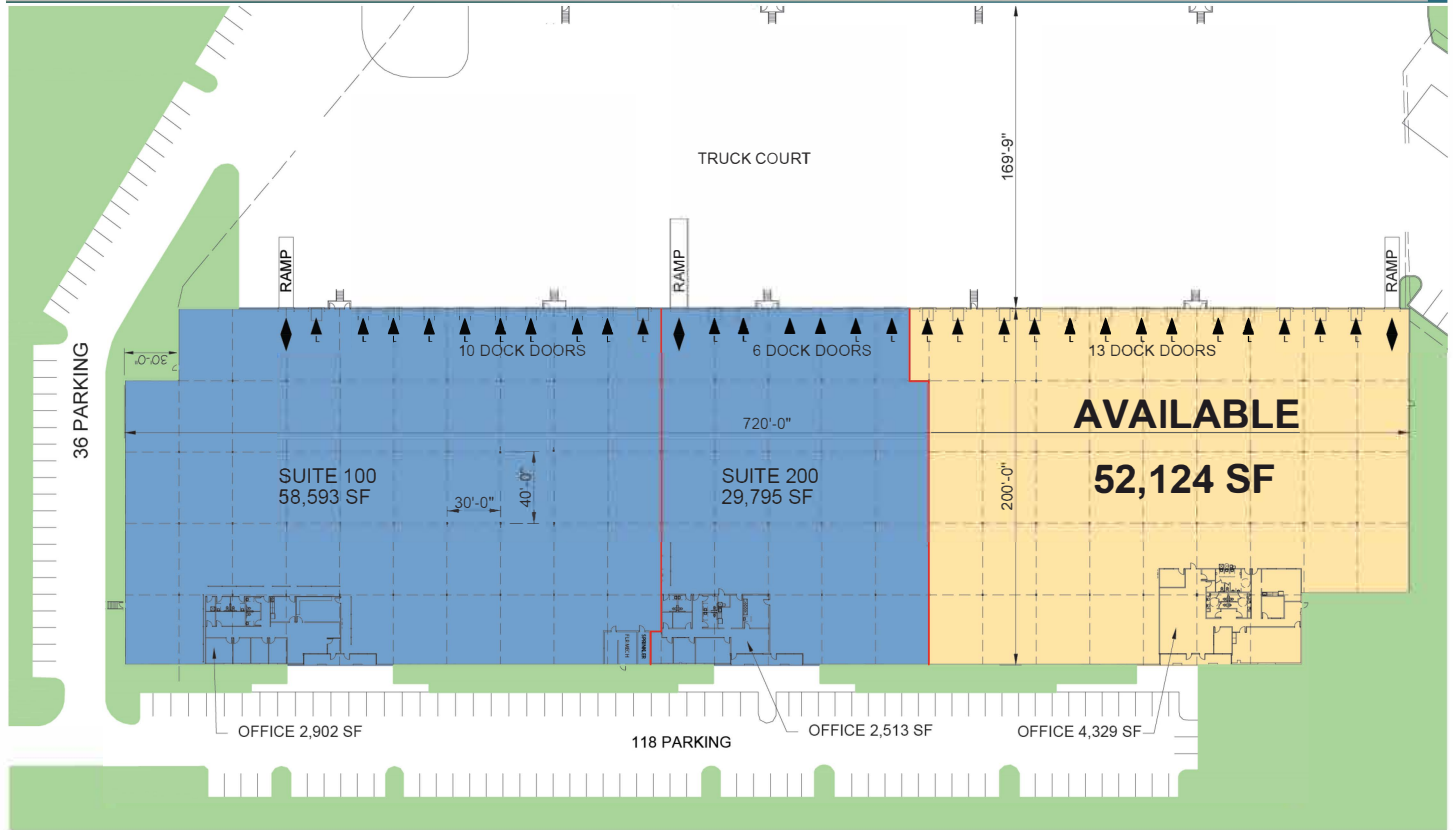 TRUCK COURT
169'-9"
RAMP
RAMP
RAMP
L L L L L L L L L L
L L L L L L
L L L L L L L L L L L L L
10 DOCK DOORS
6 DOCK DOORS
13 DOCK DOORS
30'-0"
36 PARKING
720'-0"
AVAILABLE
52,124 SF
SUITE 100
58,593 SF
30'-0"
40'-0"
SUITE 200
29,795 SF
200'-0"
SPRINKLER
OFFICE 2,902 SF
118 PARKING
OFFICE 2,513 SF
OFFICE 4,329 SF